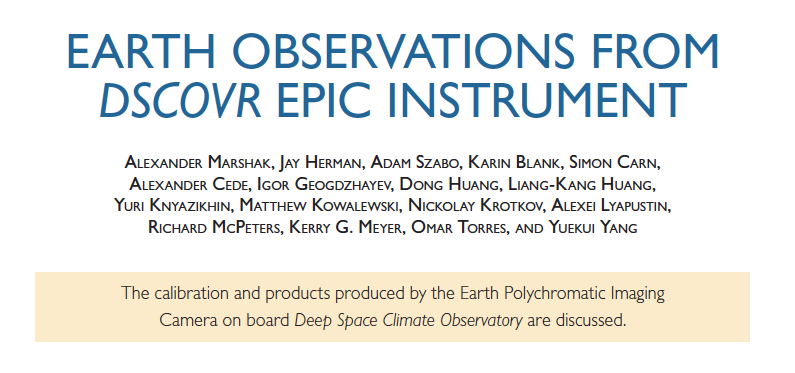 EARTH OBSERVATIONS FROM
DSCOVR EPIC INSTRUMENT
Alexander Marshak, Jay Herman, Adam Szabo, Karin Blank, Simon Carn,
Alexander Cede, Igor Geogdzhayev, Dong Huang, Liang-Kang Huang,
Yuri Knyazikhin, Matthew Kowalewski, Nickolay Krotkov, Alexei Lyapustin,
Richard McPeters, Kerry G. Meyer, Omar Torres, and Yuekui Yang
The calibration and products produced by the Earth Polychromatic Imaging
Camera on board Deep Space Climate Observatory are discussed.